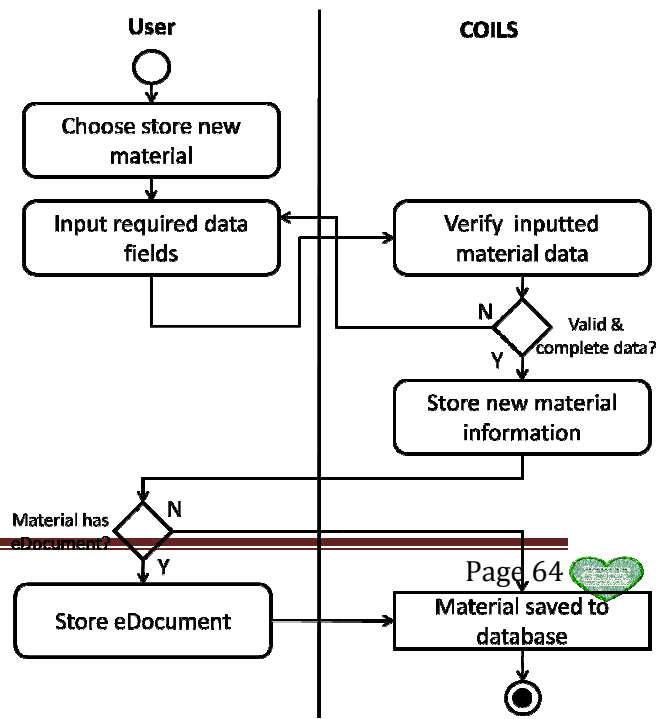 User
COILS
Choose store new
material
Input required data
fields
Verify inputted
material data
N
Valid &
complete data?
Y
Store new material
information
N
Material has
eDocument?
Y
Page 64
Store eDocument
Material saved to
database